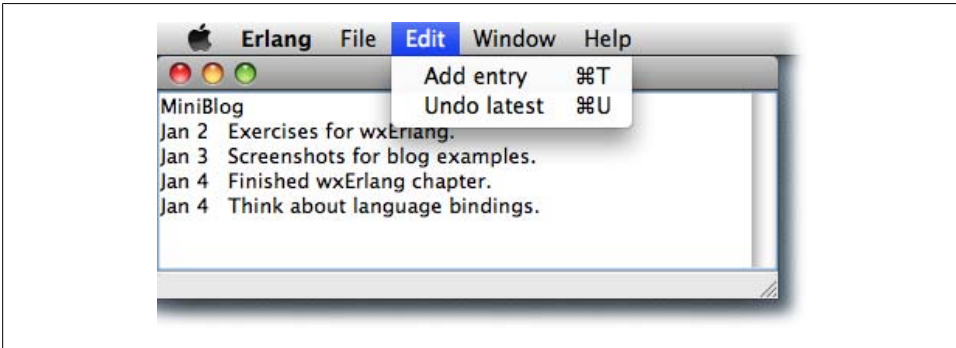 Erlang File Edit Window Help
Add entry ⌘T
Undo latest ⌘U
MiniBlog
Jan 2 Exercises for wxErlang.
Jan 3 Screenshots for blog examples.
Jan 4 Finished wxErlang chapter.
Jan 4 Think about language bindings.